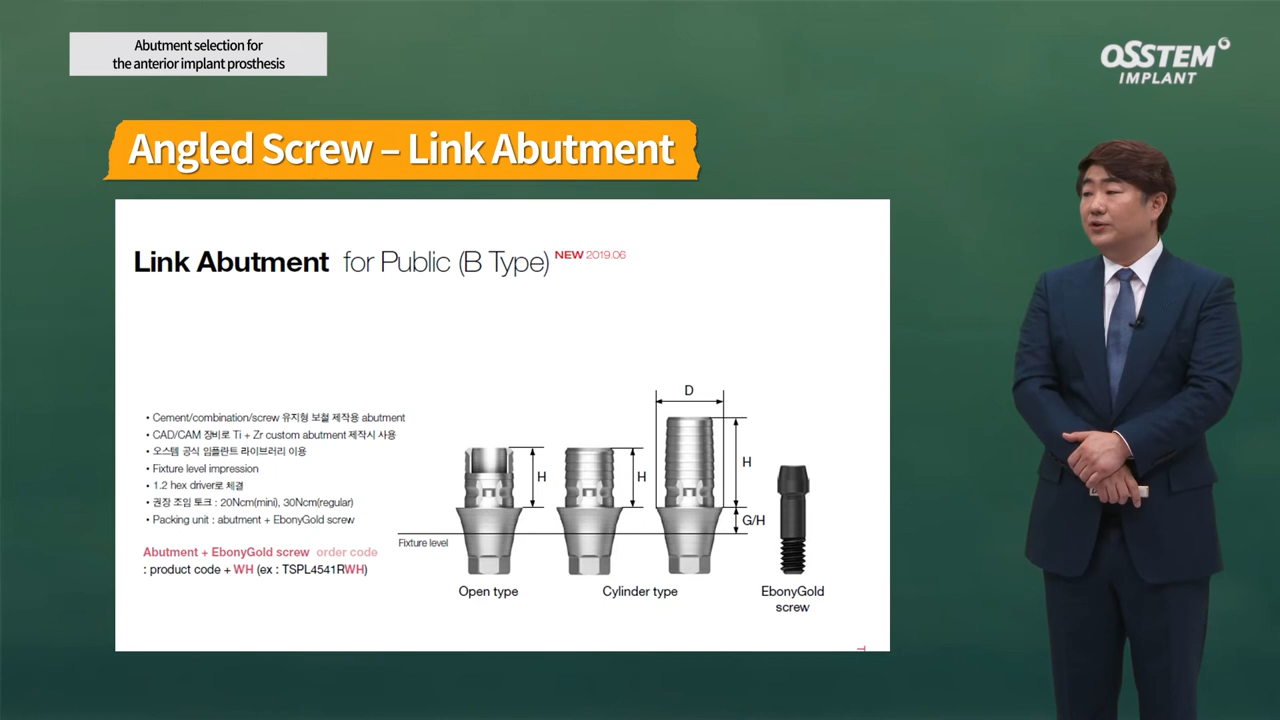 Abutment selection for
the anterior implant prosthesis
OSSTEM
IMPLANT
Angled Screw – Link Abutment
Link Abutment for Public (B Type) NEW 2019.06
• Cement/combination/screw 유지형 보철 제작용 abutment
• CAD/CAM 장비로 Ti + Zr custom abutment 제작시 사용
• 오스템 공식 임플란트 라이브러리 이용
• Fixture level impression
• 1.2 hex driver로 체결
• 권장 조임 토크 : 20Ncm(mini), 30Ncm(regular)
• Packing unit : abutment + EbonyGold screw
Abutment + EbonyGold screw order code
: product code + WH (ex : TSPL4541RWH)
D
H
H
H
G/H
Fixture level
Open type
Cylinder type
EbonyGold
screw